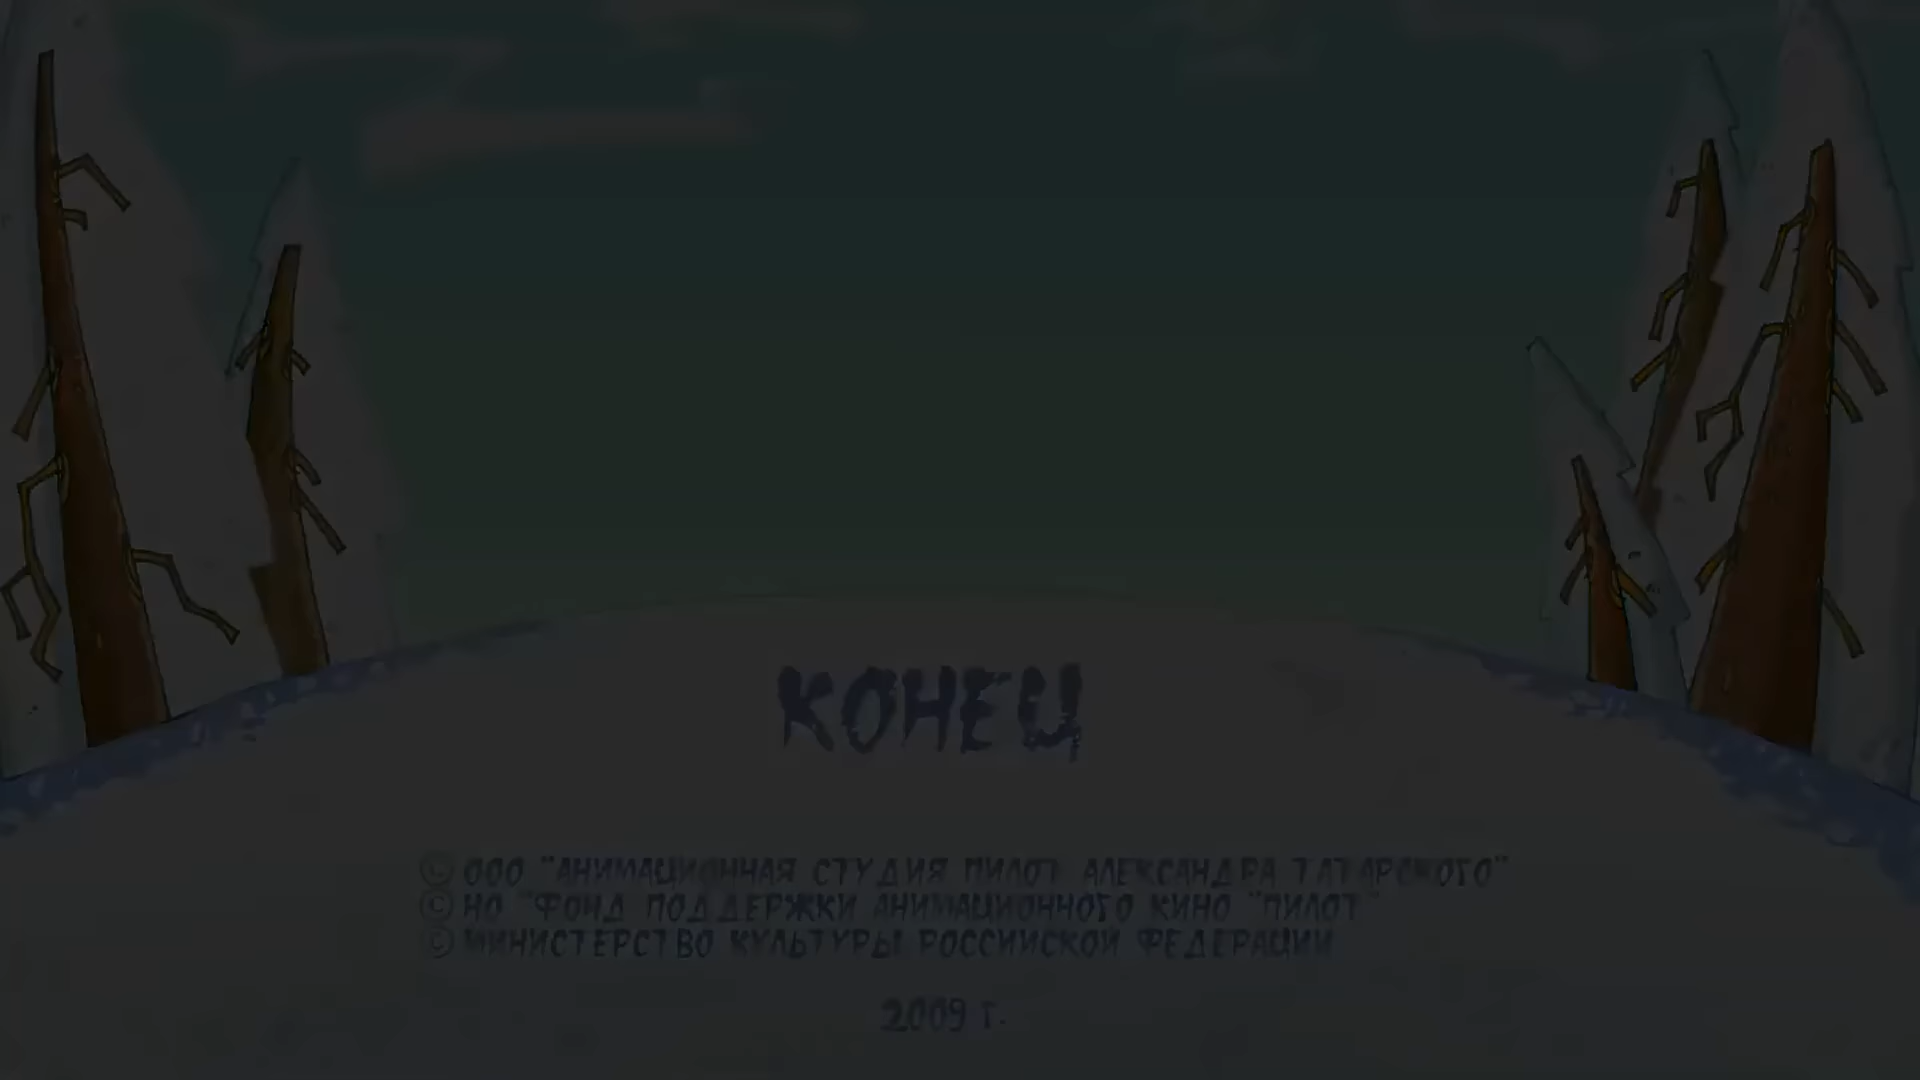 КОНЕЦ
© ООО "АНИМАЦИОННАЯ СТУДИЯ ПИЛОТ АЛЕКСАНДРА ТАТАРСКОГО"
© НО "ФОНД ПОДДЕРЖКИ АНИМАЦИОННОГО КИНО "ПИЛОТ"
© МИНИСТЕРСТВО КУЛЬТУРЫ РОССИЙСКОЙ ФЕДЕРАЦИИ
2009 г.